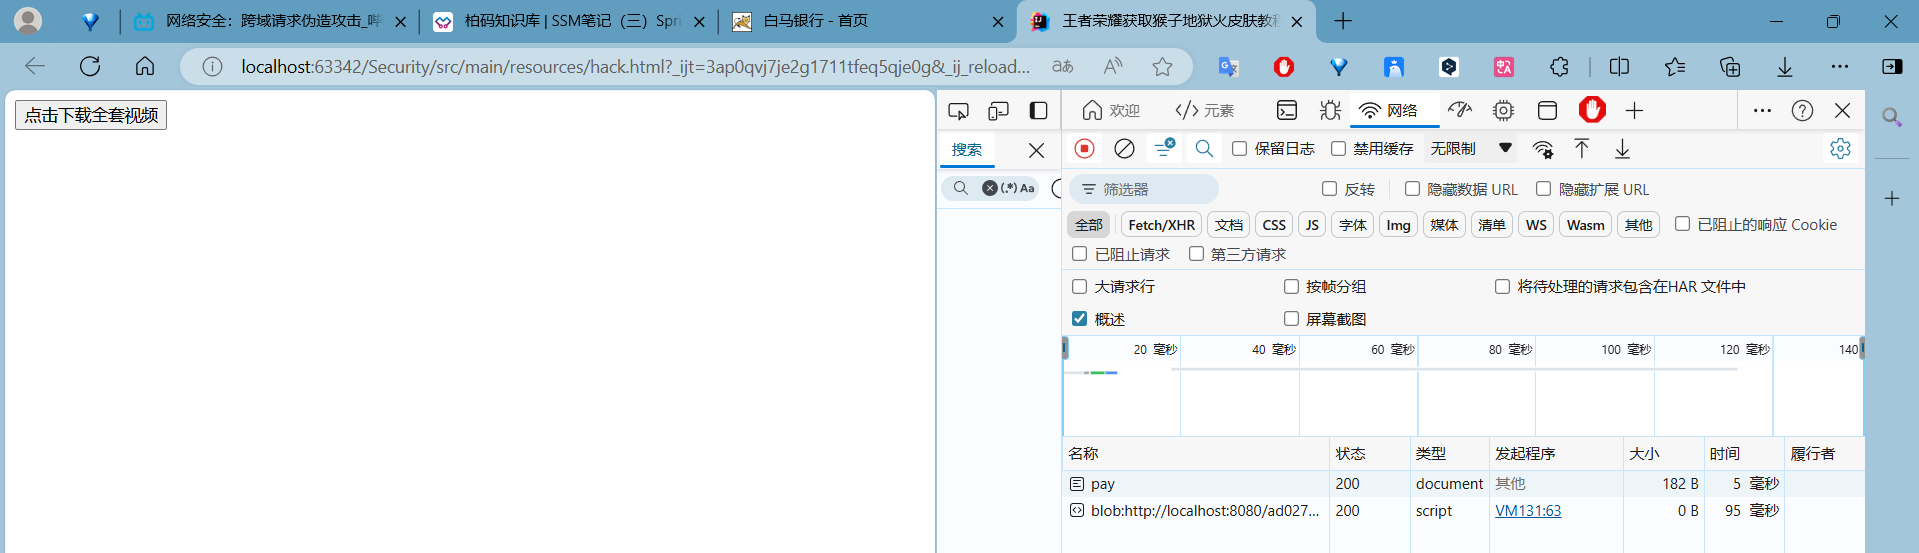 网络安全：跨域请求伪造攻击_哔
柏码知识库 | SSM笔记（三）Spri
白马银行 - 首页
王者荣耀获取猴子地狱火皮肤教程
localhost:63342/Security/src/main/resources/hack.html?_ijt=3ap0qvj7je2g1711tfeq5qje0g&_ij_reload...
点击下载全套视频
欢迎
元素
网络
搜索
保留日志
禁用缓存
无限制
(.*) Aa
筛选器
反转
隐藏数据 URL
隐藏扩展 URL
全部
Fetch/XHR
文档
CSS
JS
字体
Img
媒体
清单
WS
Wasm
其他
已阻止的响应 Cookie
已阻止请求
第三方请求
大请求行
按帧分组
将待处理的请求包含在HAR 文件中
概述
屏幕截图
20 毫秒
40 毫秒
60 毫秒
80 毫秒
100 毫秒
120 毫秒
140
名称 状态 类型 发起程序 大小 时间 履行者
pay 200 document 其他 182 B 5 毫秒
blob:http://localhost:8080/ad027... 200 script VM131:63 0 B 95 毫秒